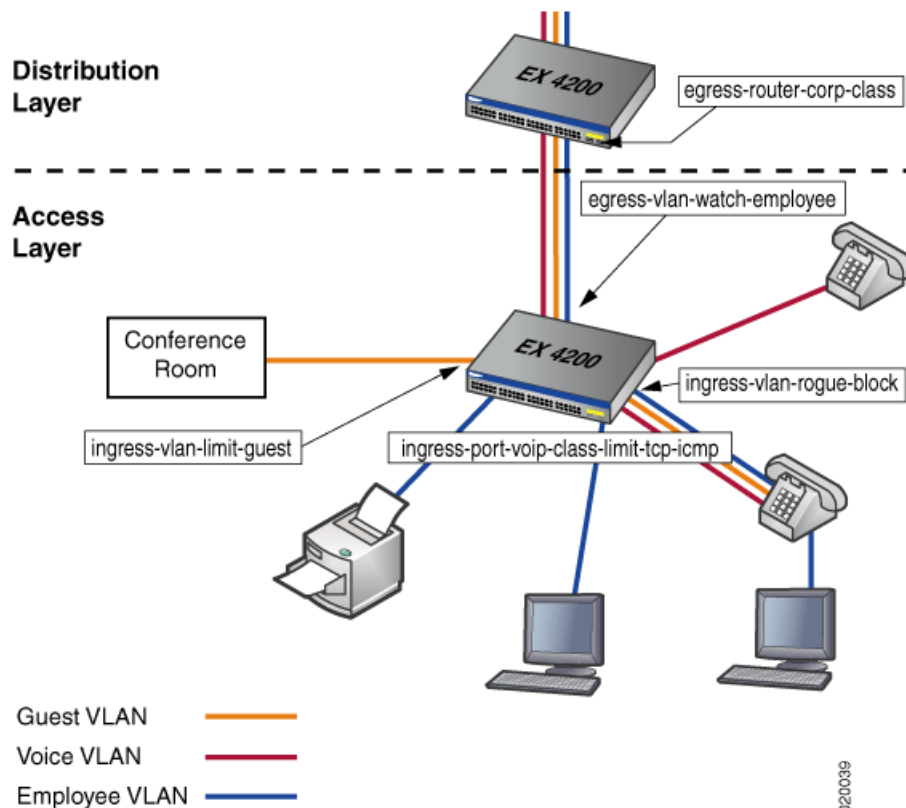 Distribution
Layer
EX 4200
egress-router-corp-class
egress-vlan-watch-employee
Access
Layer
Conference
Room
EX 4200
ingress-vlan-rogue-block
ingress-vlan-limit-guest
ingress-port-voip-class-limit-tcp-icmp
Guest VLAN
Voice VLAN
Employee VLAN